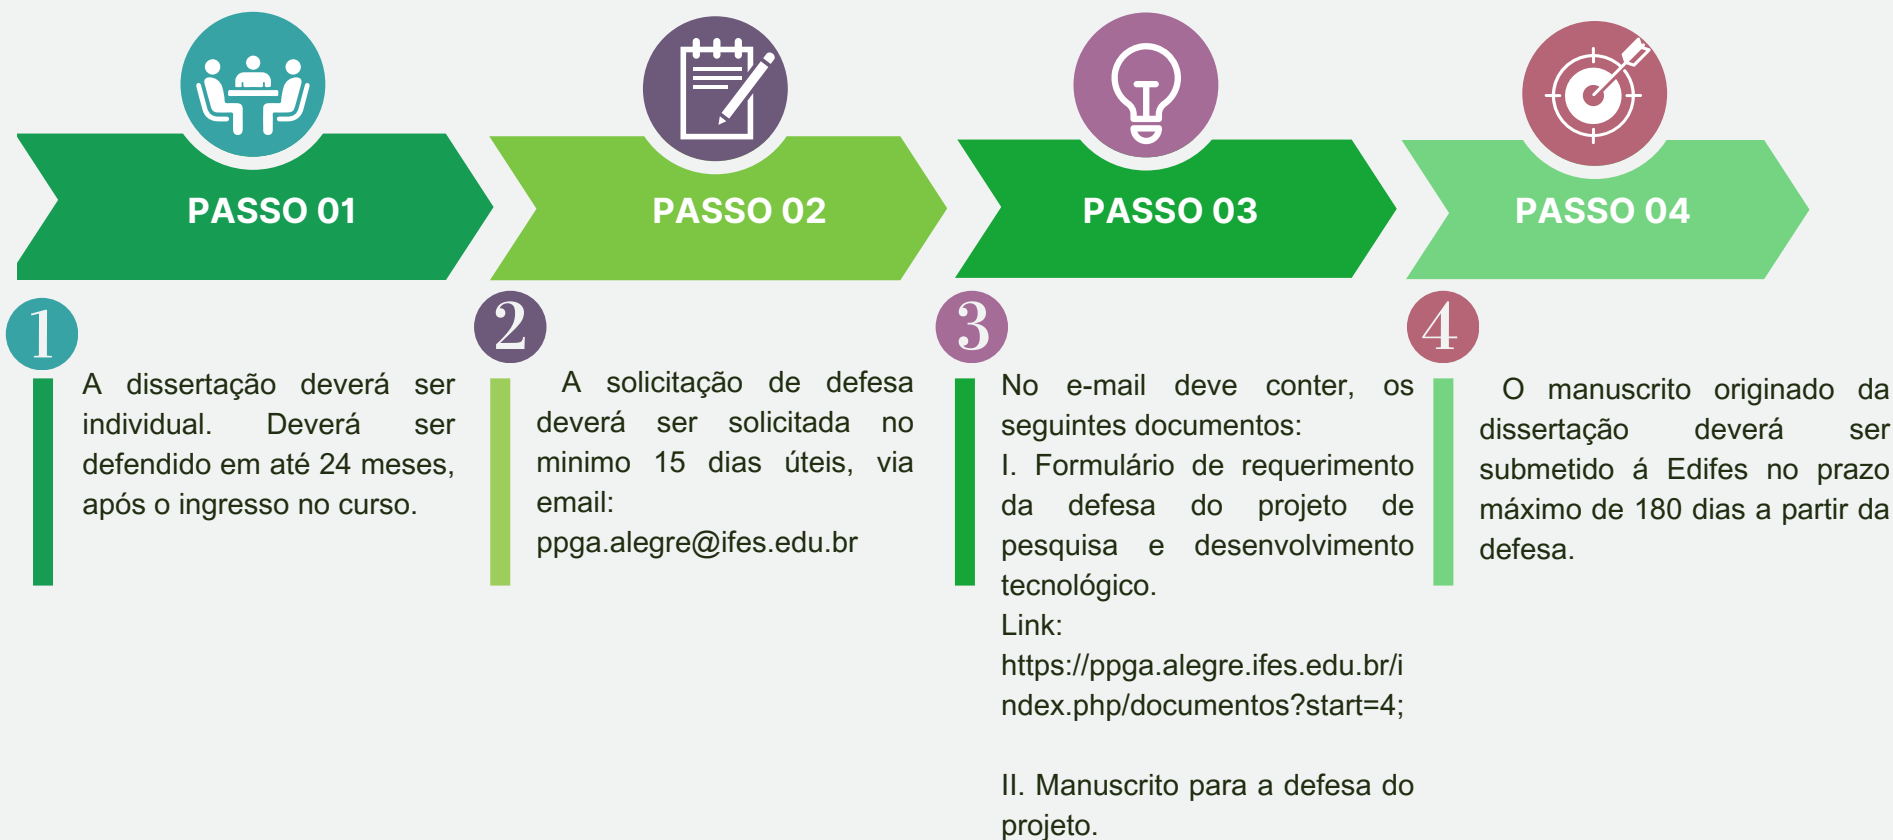 PASSO 01
PASSO 02
PASSO 03
PASSO 04
1
A dissertação deverá ser
individual. Deverá ser
defendido em até 24 meses,
após o ingresso no curso.
2
A solicitação de defesa
deverá ser solicitada no
minimo 15 dias úteis, via
email:
ppga.alegre@ifes.edu.br
3
No e-mail deve conter, os
seguintes documentos:
I. Formulário de requerimento
da defesa do projeto de
pesquisa e desenvolvimento
tecnológico.
Link:
https://ppga.alegre.ifes.edu.br/i
ndex.php/documentos?start=4;
II. Manuscrito para a defesa do
projeto.
4
O manuscrito originado da
dissertação deverá ser
submetido á Edifes no prazo
máximo de 180 dias a partir da
defesa.